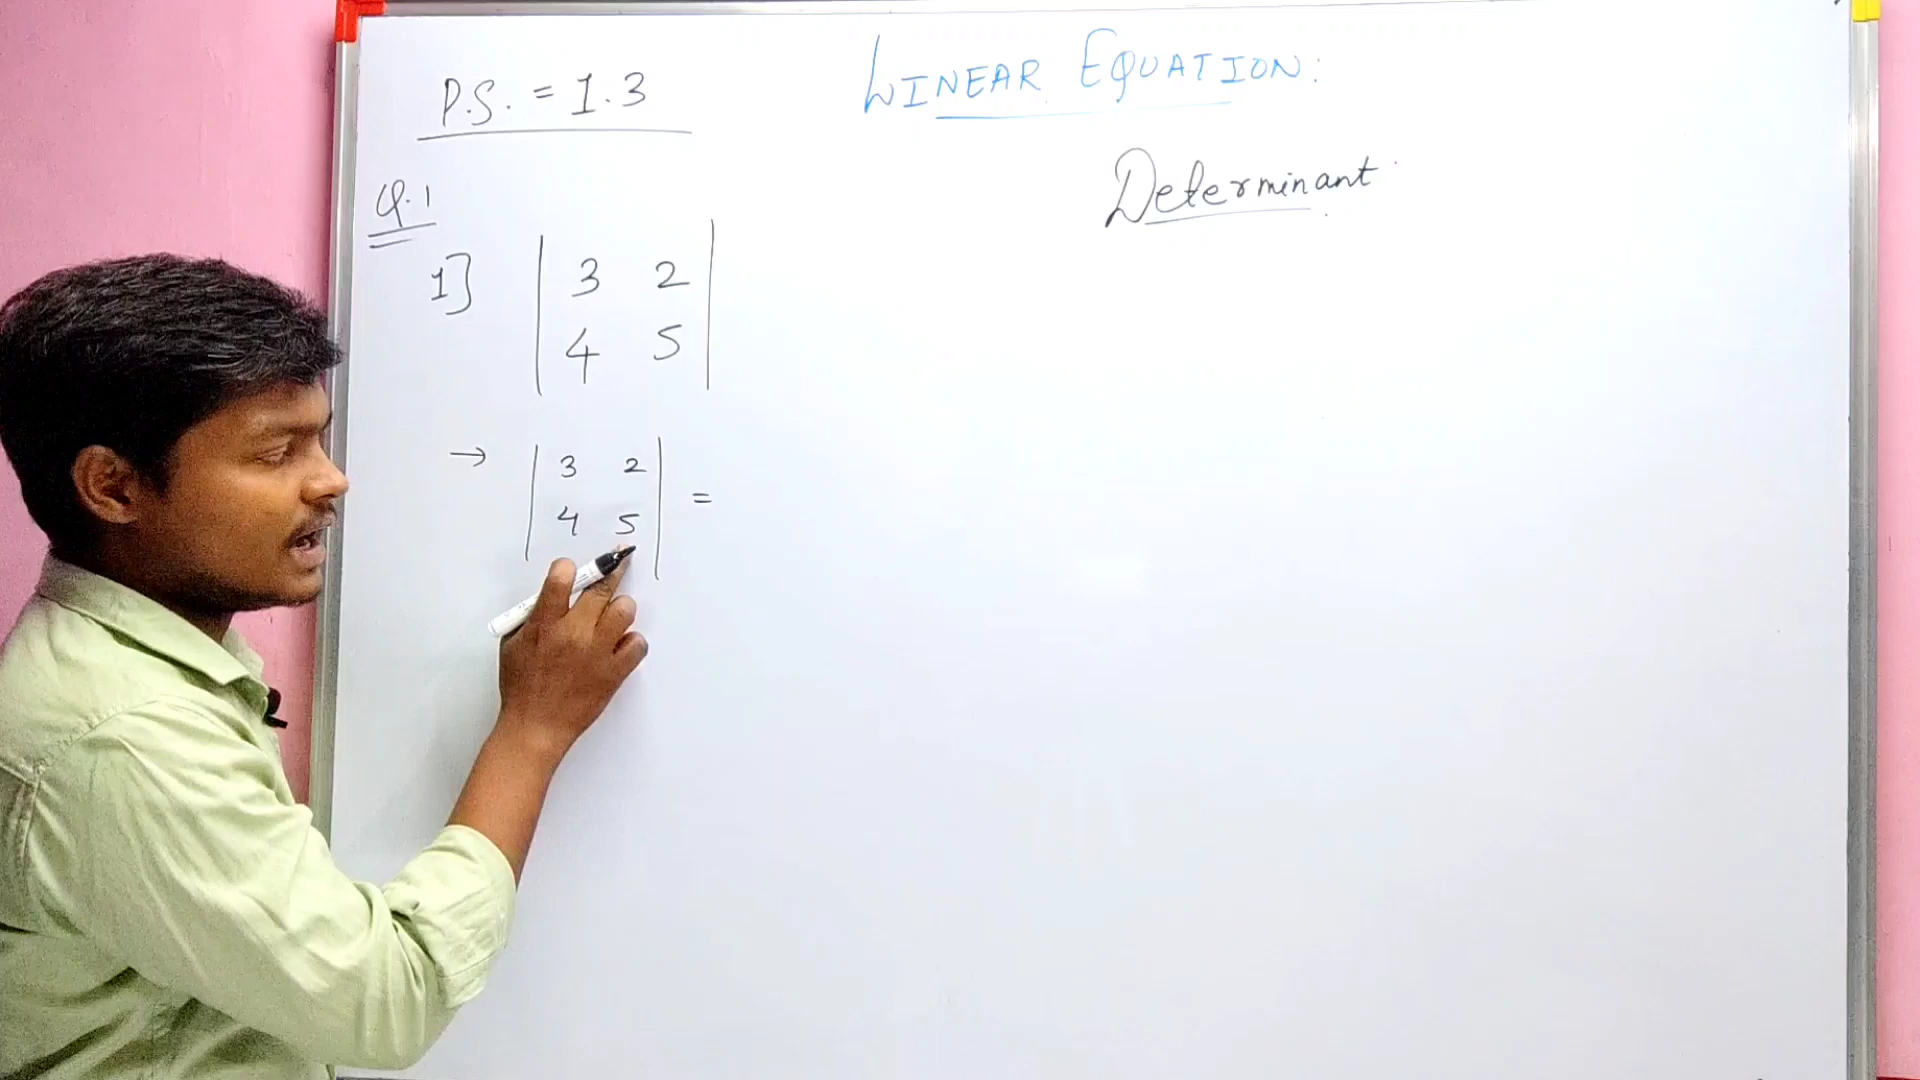 LINEAR EQUATION:
P.S. = 1.3
Determinant
Q.1
1] | 3 2 |
| 4 5 |
→ | 3 2 | =
| 4 5 |